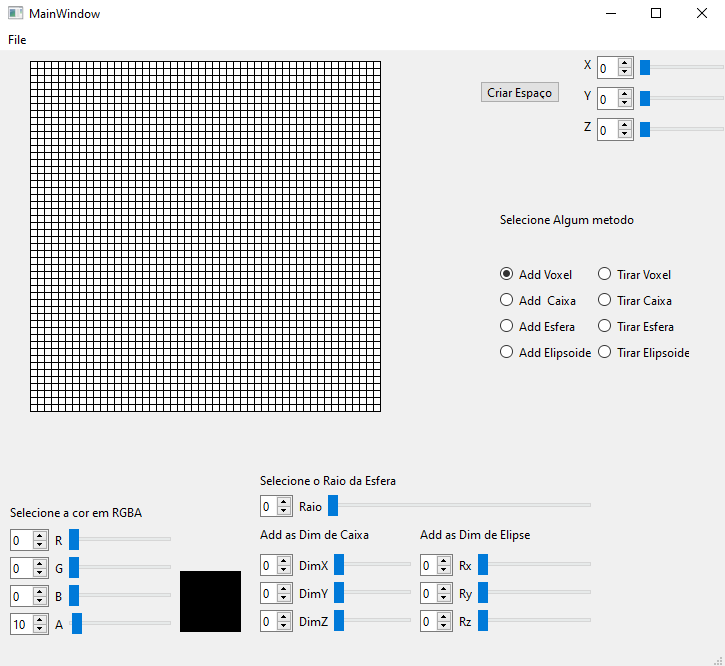 MainWindow
File
X 0
Criar Espaço
Y 0
Z 0
Selecione Algum metodo
Add Voxel Tirar Voxel
Add  Caixa Tirar Caixa
Add Esfera Tirar Esfera
Add Elipsoide Tirar Elipsoide
Selecione o Raio da Esfera
0 Raio
Selecione a cor em RGBA
0 R
0 G
0 B
10 A
Add as Dim de Caixa
0 DimX
0 DimY
0 DimZ
Add as Dim de Elipse
0 Rx
0 Ry
0 Rz